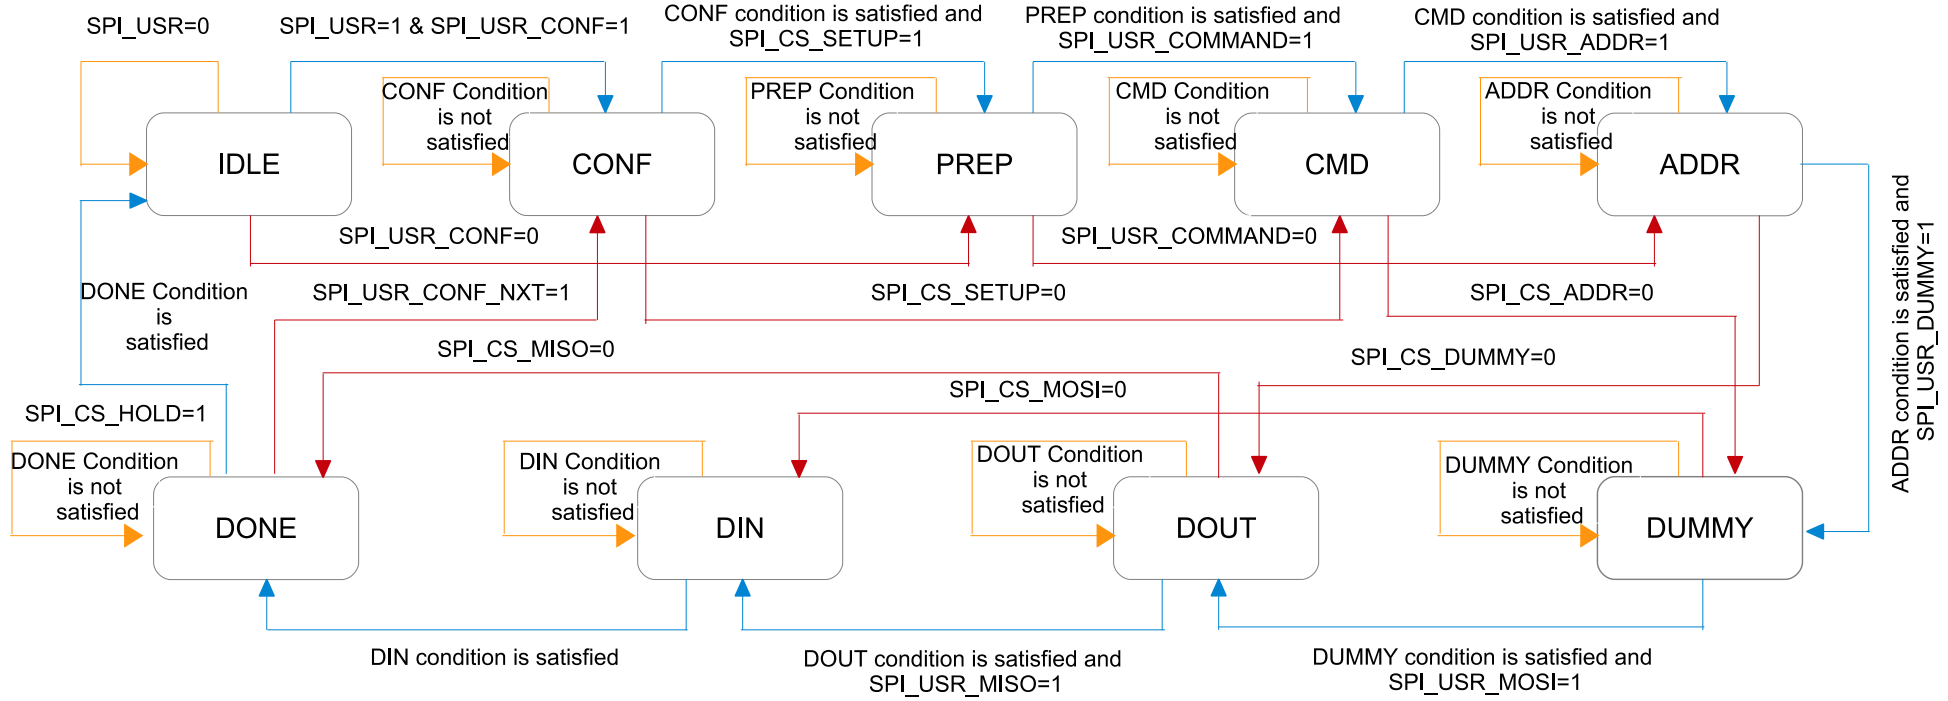 SPI_USR=0
SPI_USR=1 & SPI_USR_CONF=1
CONF condition is satisfied and
SPI_CS_SETUP=1
PREP condition is satisfied and
SPI_USR_COMMAND=1
CMD condition is satisfied and
SPI_USR_ADDR=1
CONF Condition
is not
satisfied
PREP Condition
is not
satisfied
CMD Condition
is not
satisfied
ADDR Condition
is not
satisfied
IDLE
CONF
PREP
CMD
ADDR
ADDR condition is satisfied and
SPI_USR_DUMMY=1
SPI_USR_CONF=0
SPI_USR_COMMAND=0
DONE Condition
is
satisfied
SPI_USR_CONF_NXT=1
SPI_CS_SETUP=0
SPI_CS_ADDR=0
SPI_CS_MISO=0
SPI_CS_DUMMY=0
SPI_CS_MOSI=0
SPI_CS_HOLD=1
DONE Condition
is not
satisfied
DIN Condition
is not
satisfied
DOUT Condition
is not
satisfied
DUMMY Condition
is not
satisfied
DONE
DIN
DOUT
DUMMY
DIN condition is satisfied
DOUT condition is satisfied and
SPI_USR_MISO=1
DUMMY condition is satisfied and
SPI_USR_MOSI=1